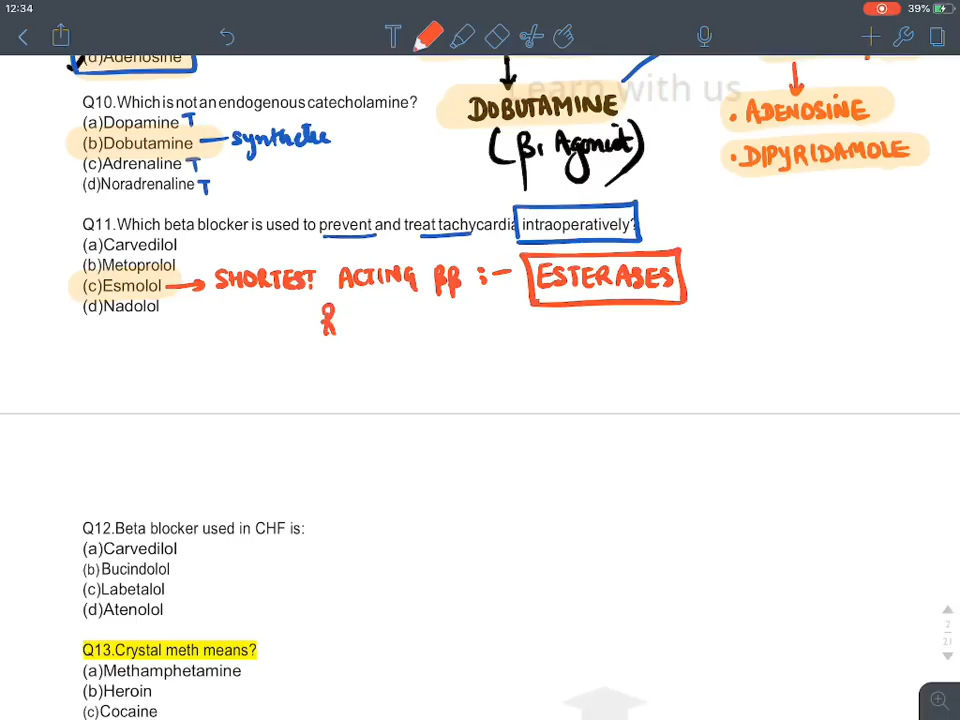 12:34
39%
T
(d)Adenosine
Learn with us
Q10.Which is not an endogenous catecholamine?
(a)Dopamine T
(b)Dobutamine — synthetic
(c)Adrenaline T
(d)Noradrenaline T
DOBUTAMINE
(β1 Agonist)
• ADENOSINE
• DIPYRIDAMOLE
Q11.Which beta blocker is used to prevent and treat tachycardia intraoperatively?
(a)Carvedilol
(b)Metoprolol
(c)Esmolol → SHORTEST ACTING ββ :- ESTERASES
(d)Nadolol
Q12.Beta blocker used in CHF is:
(a)Carvedilol
(b)Bucindolol
(c)Labetalol
(d)Atenolol
2
21
Q13.Crystal meth means?
(a)Methamphetamine
(b)Heroin
(c)Cocaine